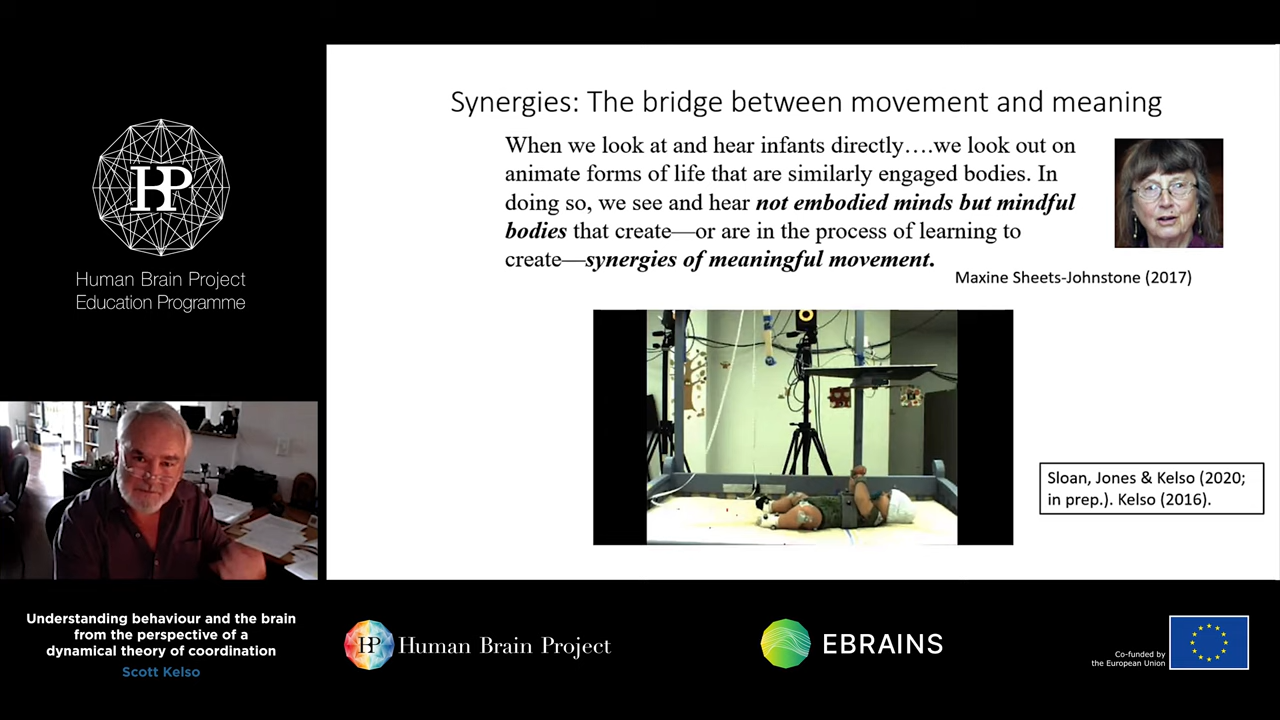 HP
Human Brain Project
Education Programme
Synergies: The bridge between movement and meaning
When we look at and hear infants directly….we look out on
animate forms of life that are similarly engaged bodies. In
doing so, we see and hear not embodied minds but mindful
bodies that create—or are in the process of learning to
create—synergies of meaningful movement.
Maxine Sheets-Johnstone (2017)
Sloan, Jones & Kelso (2020;
in prep.). Kelso (2016).
Understanding behaviour and the brain
from the perspective of a
dynamical theory of coordination
Scott Kelso
HP Human Brain Project
EBRAINS
Co-funded by
the European Union